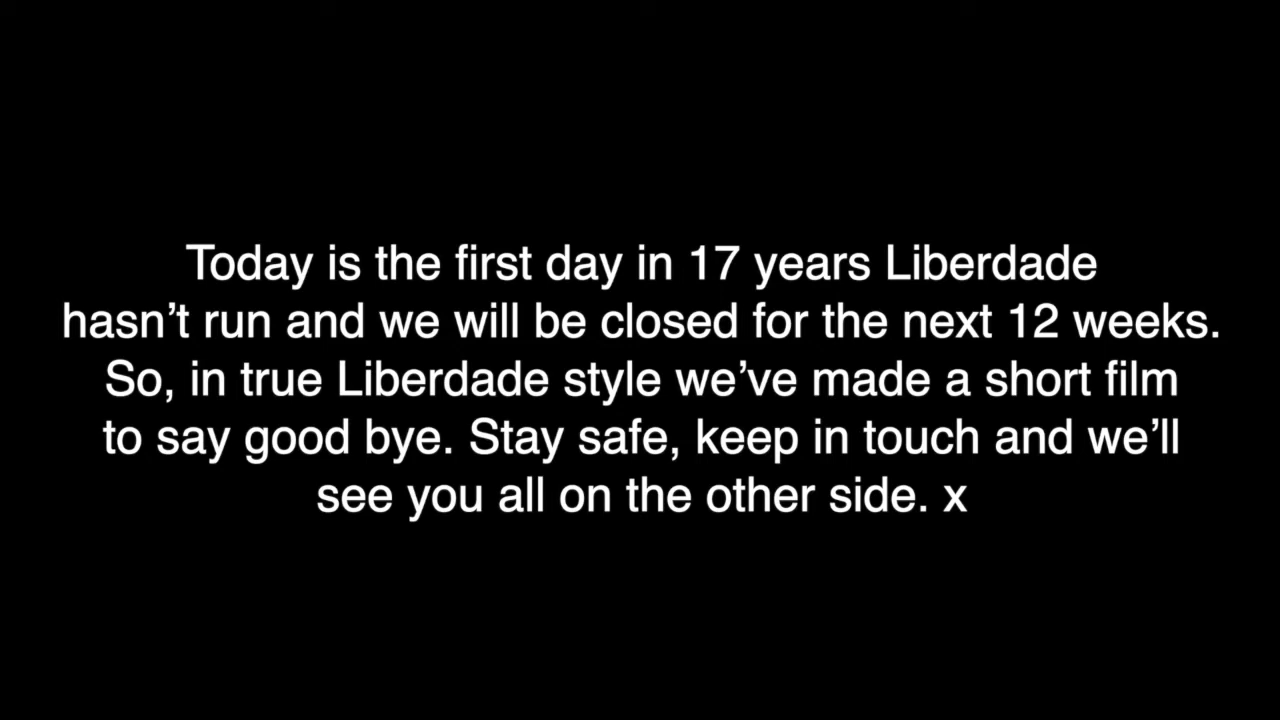 Today is the first day in 17 years Liberdade
hasn’t run and we will be closed for the next 12 weeks.
So, in true Liberdade style we’ve made a short film
to say good bye. Stay safe, keep in touch and we’ll
see you all on the other side. x